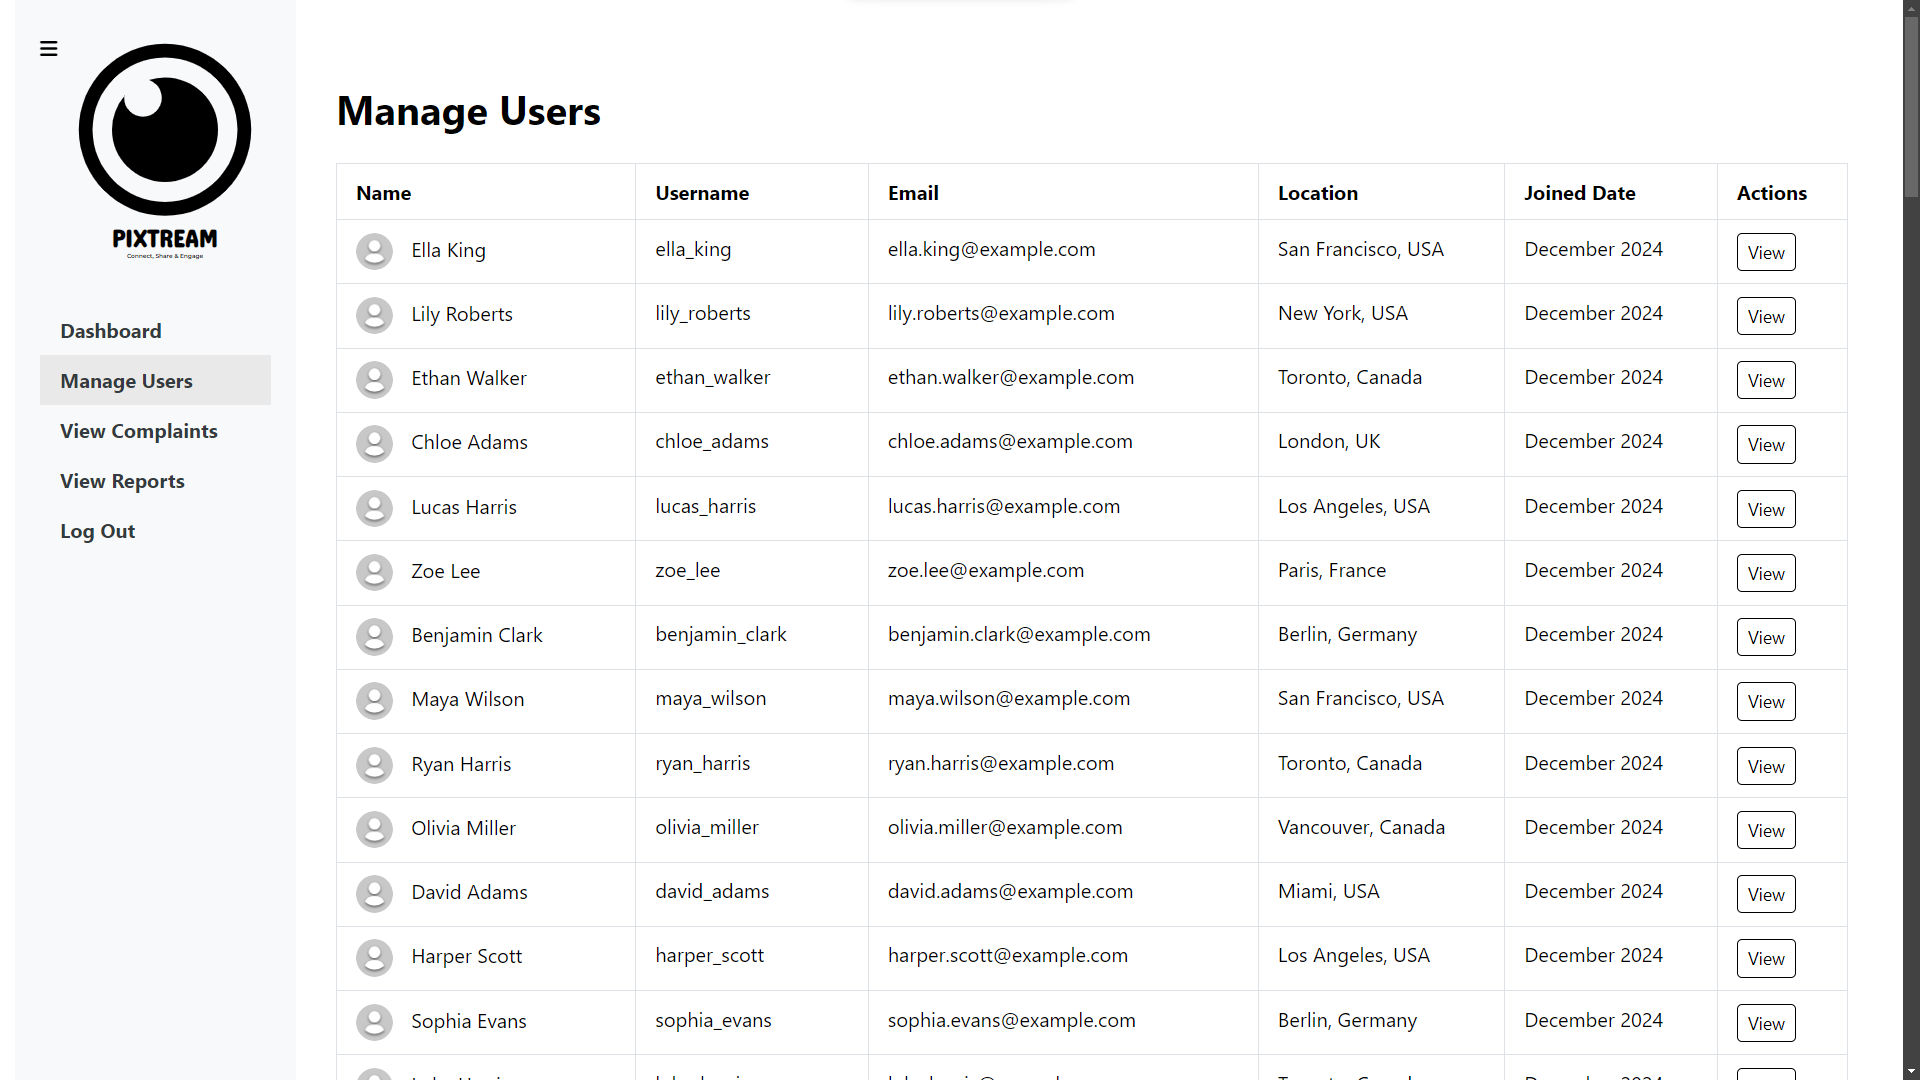 PIXTREAM
Connect, Share & Engage
Dashboard
Manage Users
View Complaints
View Reports
Log Out
Manage Users
Name Username Email Location Joined Date Actions
Ella King ella_king ella.king@example.com San Francisco, USA December 2024 View
Lily Roberts lily_roberts lily.roberts@example.com New York, USA December 2024 View
Ethan Walker ethan_walker ethan.walker@example.com Toronto, Canada December 2024 View
Chloe Adams chloe_adams chloe.adams@example.com London, UK December 2024 View
Lucas Harris lucas_harris lucas.harris@example.com Los Angeles, USA December 2024 View
Zoe Lee zoe_lee zoe.lee@example.com Paris, France December 2024 View
Benjamin Clark benjamin_clark benjamin.clark@example.com Berlin, Germany December 2024 View
Maya Wilson maya_wilson maya.wilson@example.com San Francisco, USA December 2024 View
Ryan Harris ryan_harris ryan.harris@example.com Toronto, Canada December 2024 View
Olivia Miller olivia_miller olivia.miller@example.com Vancouver, Canada December 2024 View
David Adams david_adams david.adams@example.com Miami, USA December 2024 View
Harper Scott harper_scott harper.scott@example.com Los Angeles, USA December 2024 View
Sophia Evans sophia_evans sophia.evans@example.com Berlin, Germany December 2024 View